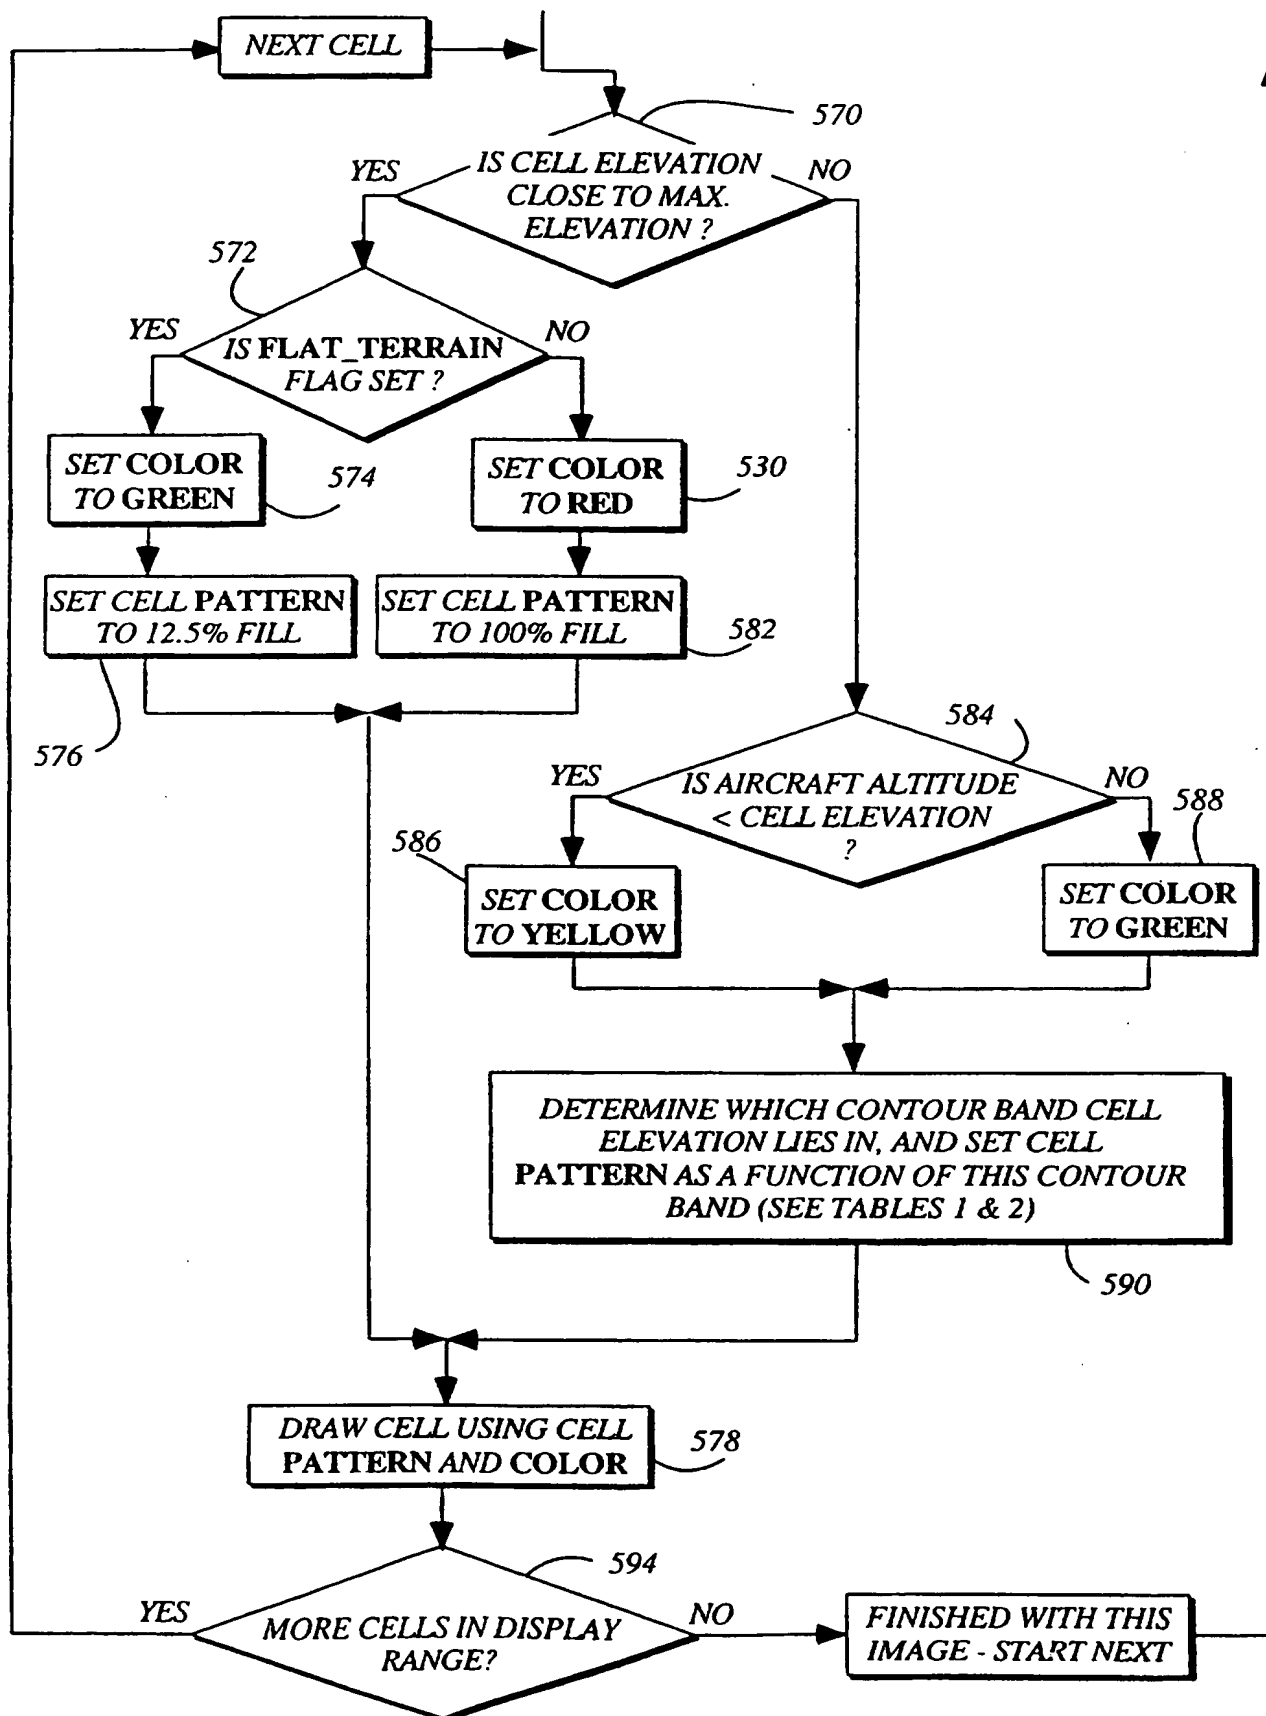 NEXT CELL
570
IS CELL ELEVATION
CLOSE TO MAX.
ELEVATION ?
YES
NO
572
IS FLAT_TERRAIN
FLAG SET ?
YES
NO
SET COLOR
TO GREEN
574
SET COLOR
TO RED
530
SET CELL PATTERN
TO 12.5% FILL
576
SET CELL PATTERN
TO 100% FILL
582
584
IS AIRCRAFT ALTITUDE
< CELL ELEVATION
?
YES
NO
586
SET COLOR
TO YELLOW
588
SET COLOR
TO GREEN
DETERMINE WHICH CONTOUR BAND CELL
ELEVATION LIES IN, AND SET CELL
PATTERN AS A FUNCTION OF THIS CONTOUR
BAND (SEE TABLES 1 & 2)
590
DRAW CELL USING CELL
PATTERN AND COLOR
578
594
MORE CELLS IN DISPLAY
RANGE?
YES
NO
FINISHED WITH THIS
IMAGE - START NEXT